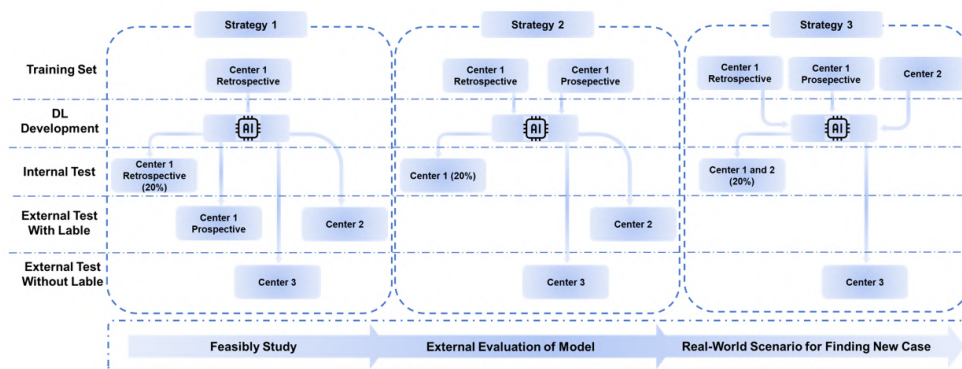 Strategy 1
Strategy 2
Strategy 3
Training Set
Center 1
Retrospective
Center 1
Retrospective
Center 1
Prospective
Center 1
Retrospective
Center 1
Prosepective
Center 2
DL
Development
AI
AI
AI
Internal Test
Center 1
Retrospective
(20%)
Center 1 (20%)
Center 1 and 2
(20%)
External Test
With Lable
Center 1
Prospective
Center 2
Center 2
External Test
Without Lable
Center 3
Center 3
Center 3
Feasibly Study
External Evaluation of Model
Real-World Scenario for Finding New Case